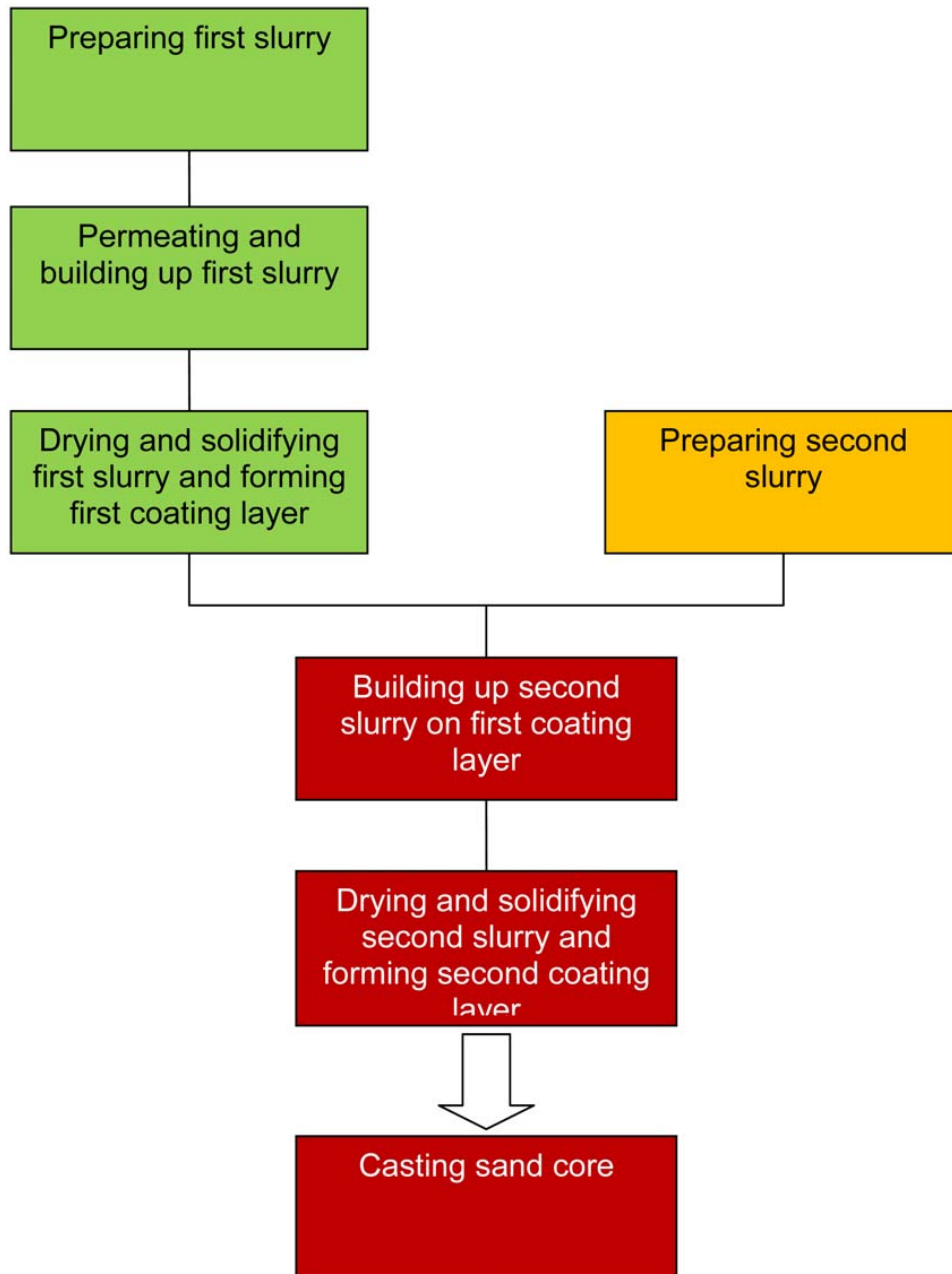 Preparing first slurry
Permeating and
building up first slurry
Drying and solidifying
first slurry and forming
first coating layer
Preparing second
slurry
Building up second
slurry on first coating
layer
Drying and solidifying
second slurry and
forming second coating
layer
Casting sand core